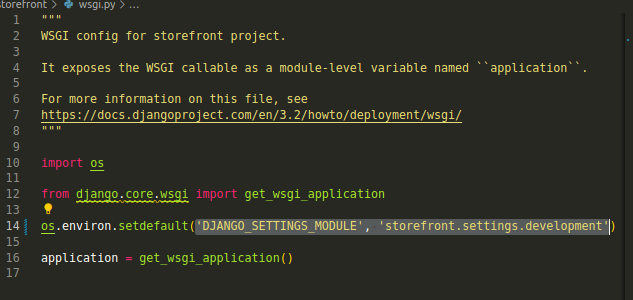 storefront > wsgi.py > ...
1 """
2 WSGI config for storefront project.
3
4 It exposes the WSGI callable as a module-level variable named ``application``.
5
6 For more information on this file, see
7 https://docs.djangoproject.com/en/3.2/howto/deployment/wsgi/
8 """
9
10 import os
11
12 from django.core.wsgi import get_wsgi_application
13
14 os.environ.setdefault('DJANGO_SETTINGS_MODULE', 'storefront.settings.development')
15
16 application = get_wsgi_application()
17